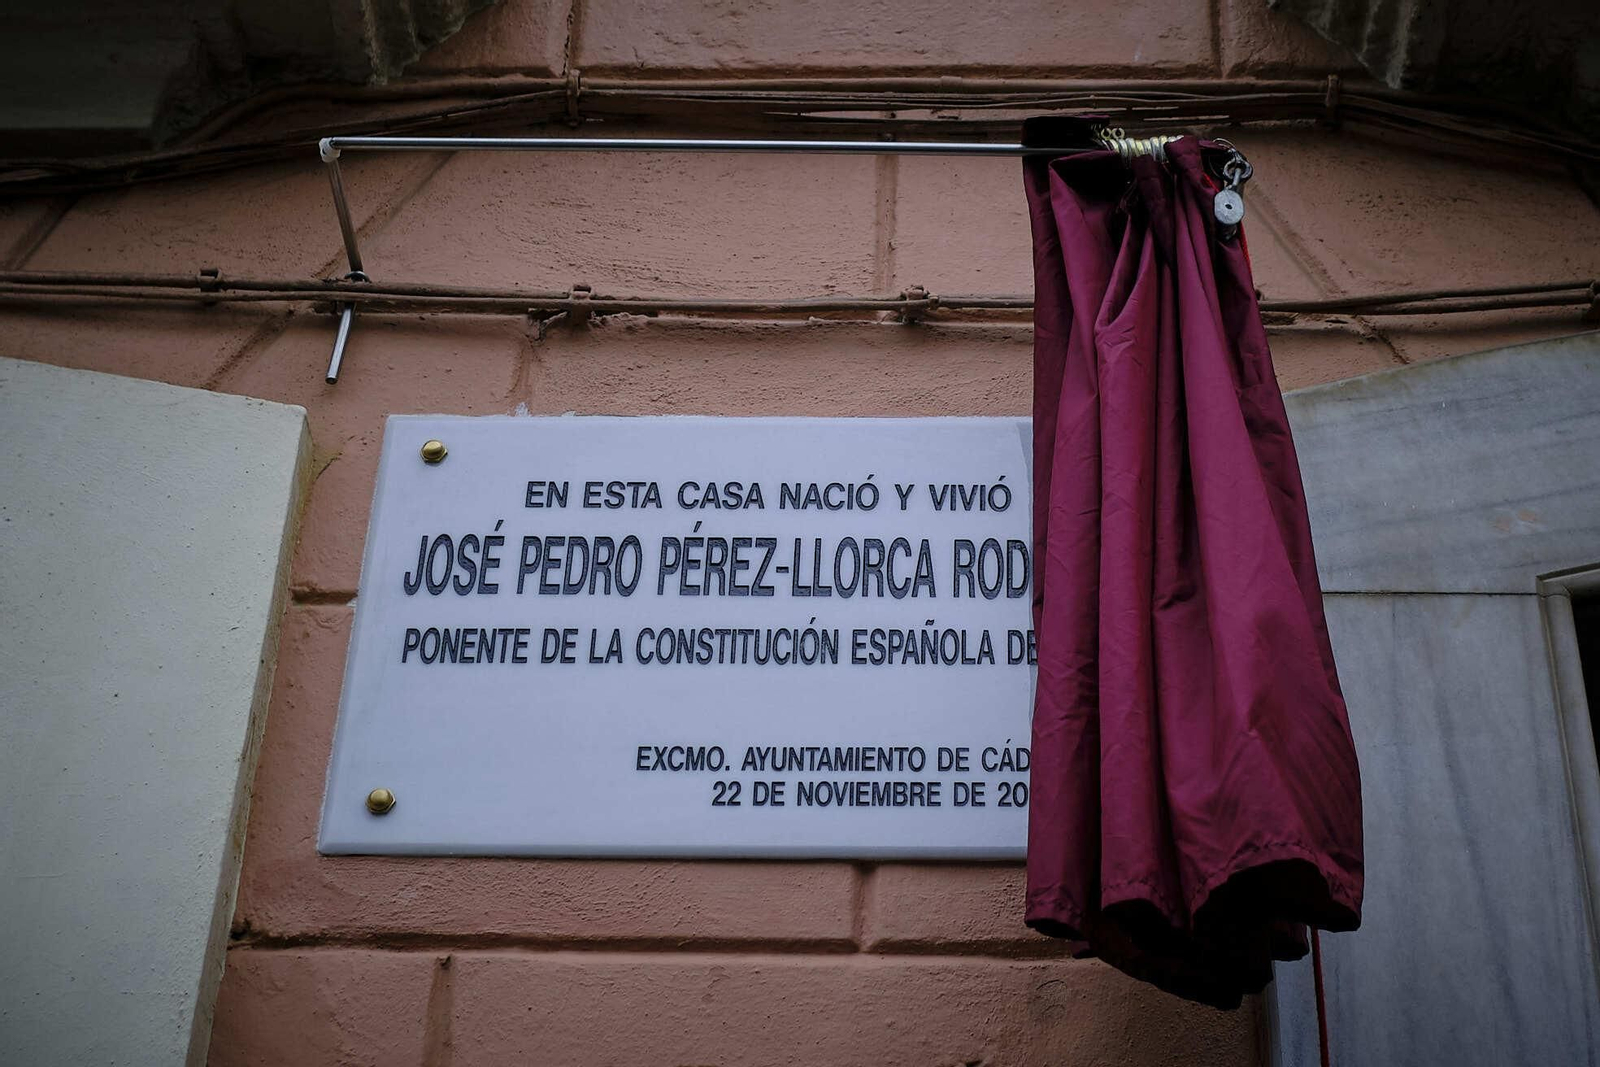 EN ESTA CASA NACIÓ Y VIVIÓ
JOSÉ PEDRO PÉREZ-LLORCA ROD
PONENTE DE LA CONSTITUCIÓN ESPAÑOLA DE
EXCMO. AYUNTAMIENTO DE CÁD
22 DE NOVIEMBRE DE 20